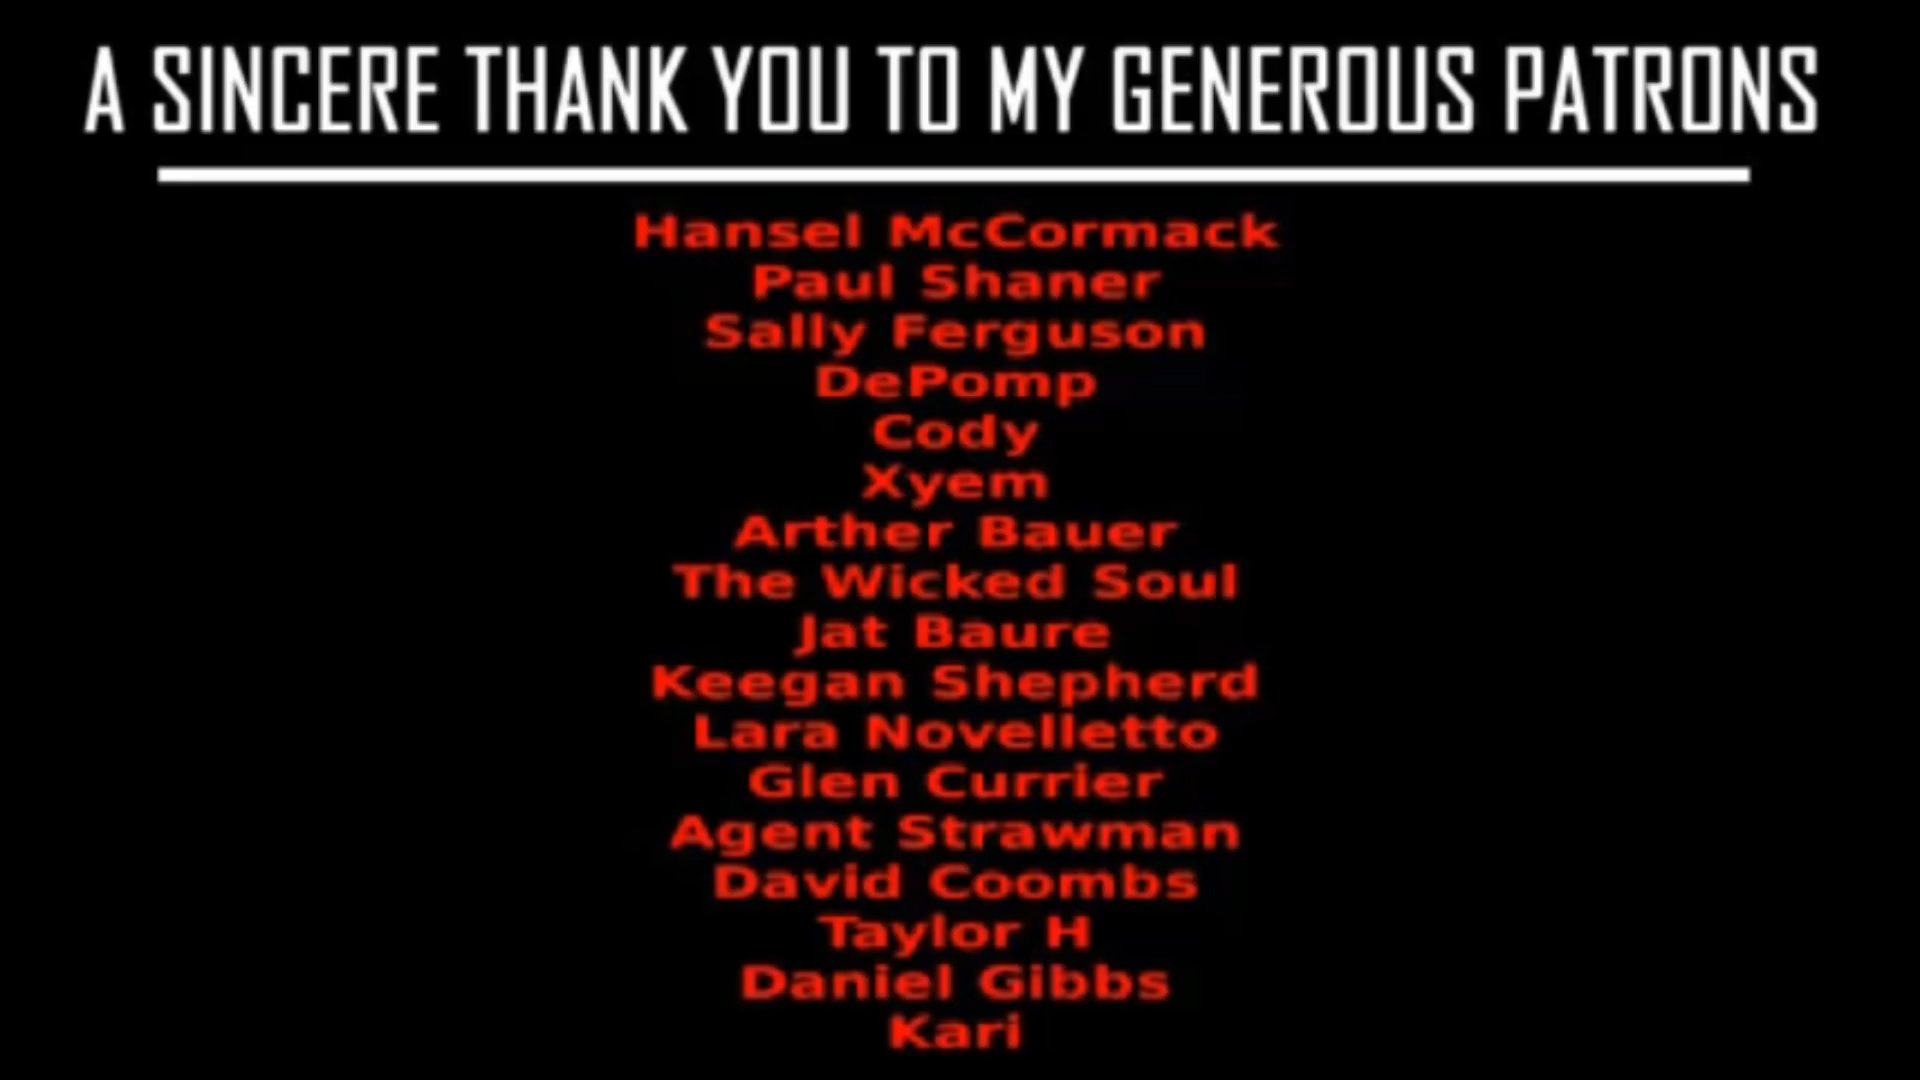 A SINCERE THANK YOU TO MY GENEROUS PATRONS
Hansel McCormack
Paul Shaner
Sally Ferguson
DePomp
Cody
Xyem
Arther Bauer
The Wicked Soul
Jat Baure
Keegan Shepherd
Lara Novelletto
Glen Currier
Agent Strawman
David Coombs
Taylor H
Daniel Gibbs
Kari